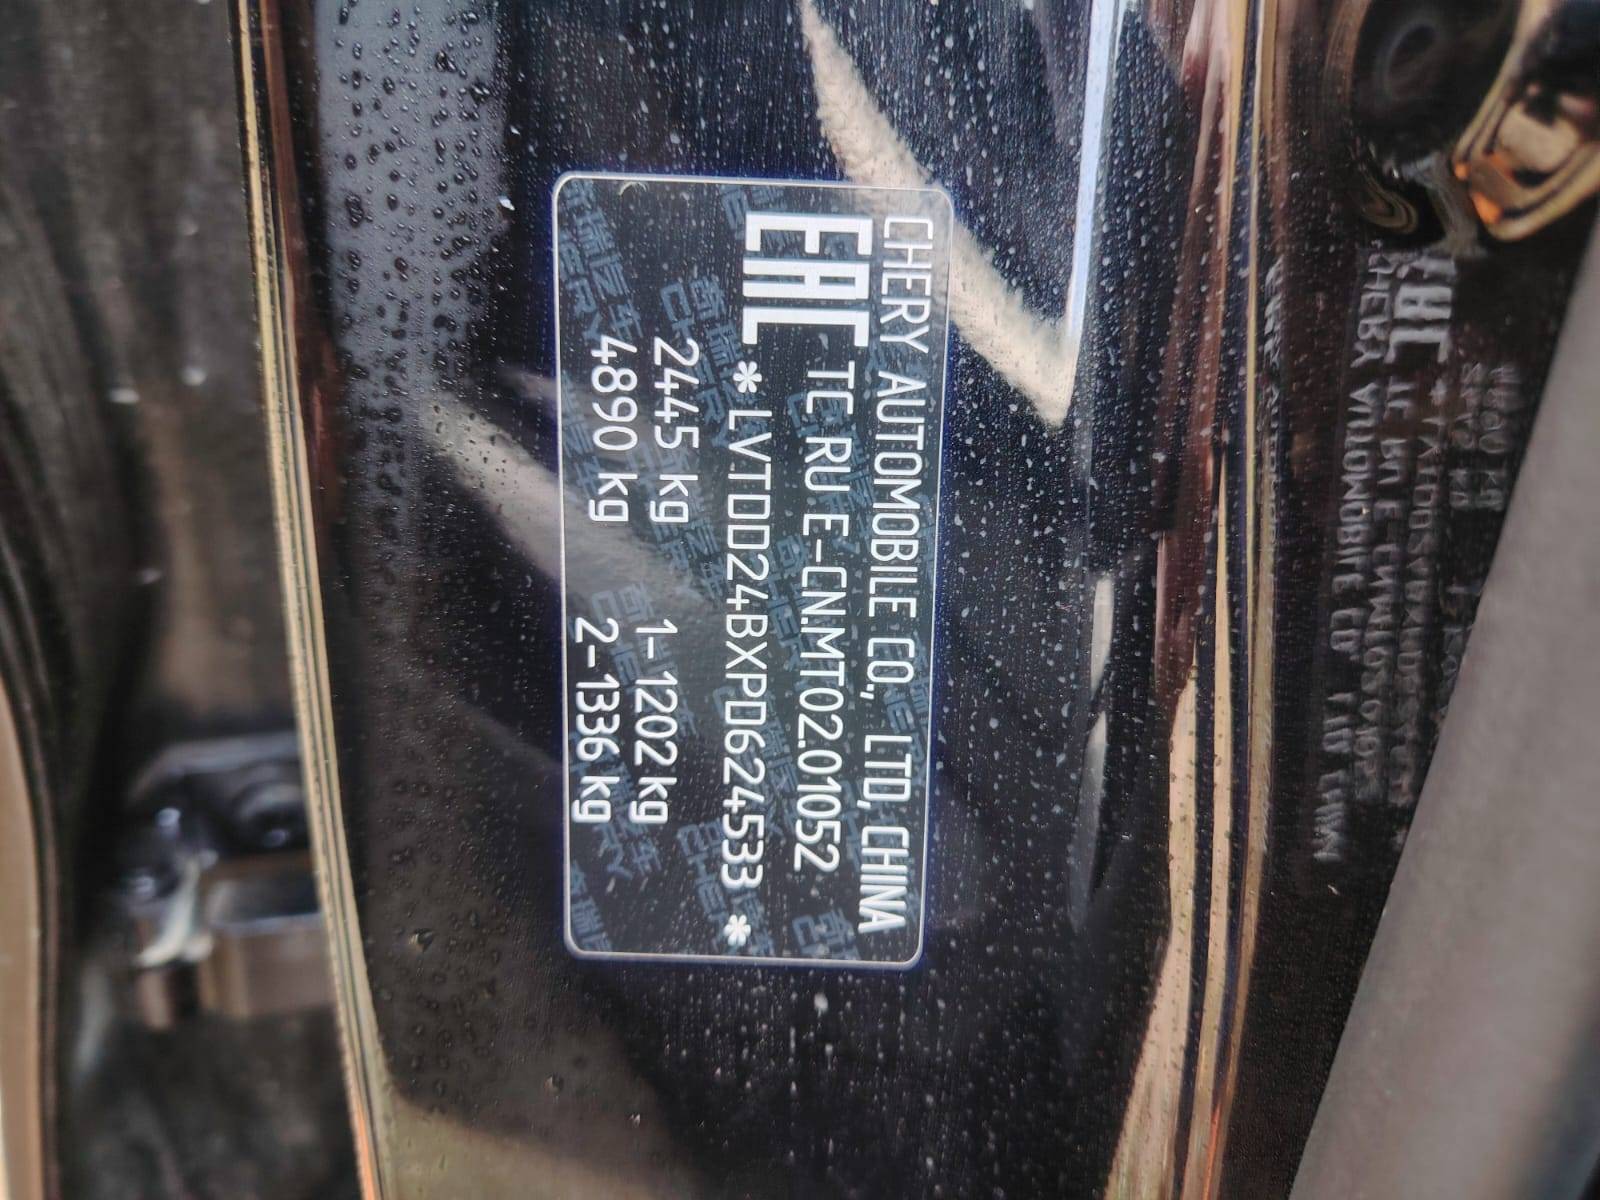 CHERY AUTOMOBILE CO., LTD, CHINA
EAC TC RU E-CN.MT02.01052
*LVTDD24BXPD624533*
2445 kg 1- 1202 kg
4890 kg 2- 1336 kg